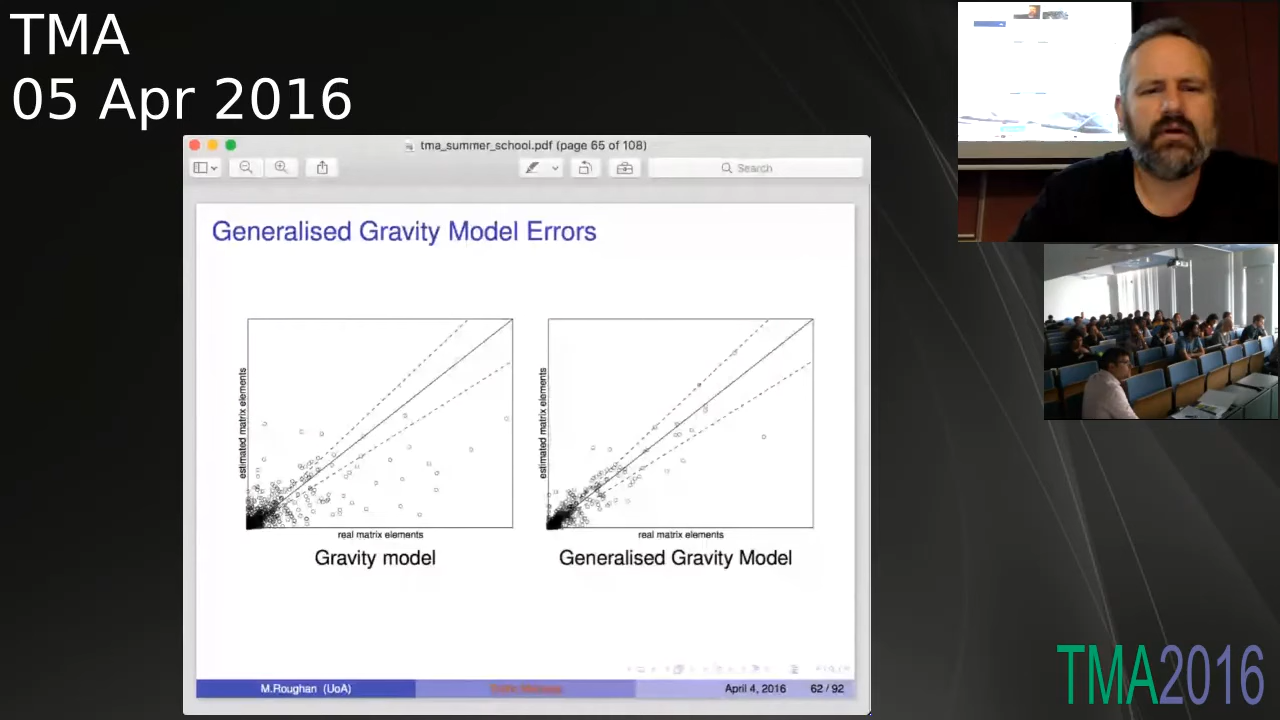 TMA
05 Apr 2016
tma_summer_school.pdf (page 65 of 108)
Search
Generalised Gravity Model Errors
estimated matrix elements
real matrix elements
Gravity model
estimated matrix elements
real matrix elements
Generalised Gravity Model
M.Roughan (UoA)
April 4, 2016
62 / 92
TMA2016